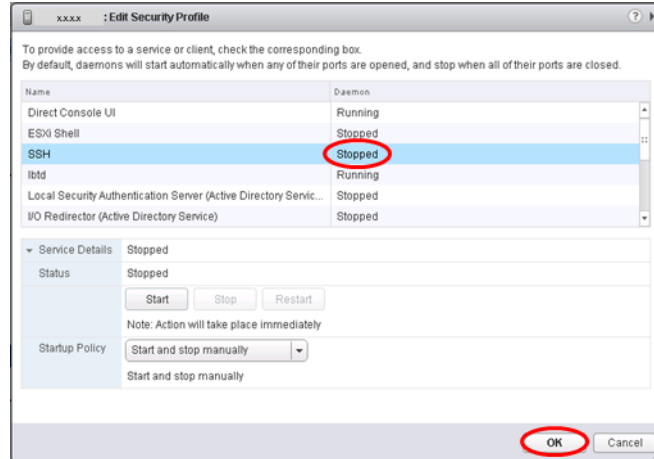 xxxx : Edit Security Profile
To provide access to a service or client, check the corresponding box.
By default, daemons will start automatically when any of their ports are opened, and stop when all of their ports are closed.
Name Daemon
Direct Console UI Running
ESXi Shell Stopped
SSH Stopped
lbtd Running
Local Security Authentication Server (Active Directory Servic... Stopped
I/O Redirector (Active Directory Service) Stopped
Service Details Stopped
Status Stopped
Start Stop Restart
Note: Action will take place immediately
Startup Policy Start and stop manually
Start and stop manually
OK Cancel